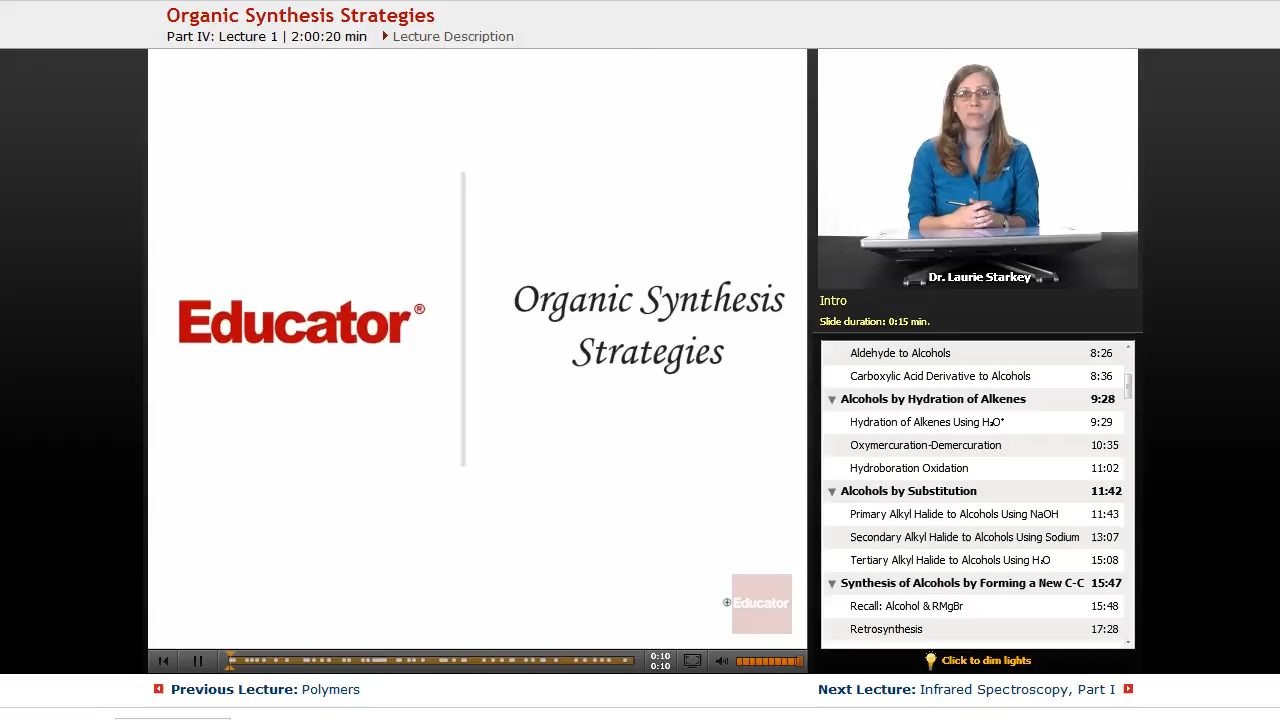 Organic Synthesis Strategies
Part IV: Lecture 1 | 2:00:20 min
Lecture Description
Educator®
Organic Synthesis
Strategies
Educator
Dr. Laurie Starkey
Intro
Slide duration: 0:15 min.
Aldehyde to Alcohols 8:26
Carboxylic Acid Derivative to Alcohols 8:36
Alcohols by Hydration of Alkenes 9:28
Hydration of Alkenes Using H₃O⁺ 9:29
Oxymercuration-Demercuration 10:35
Hydroboration Oxidation 11:02
Alcohols by Substitution 11:42
Primary Alkyl Halide to Alcohols Using NaOH 11:43
Secondary Alkyl Halide to Alcohols Using Sodium 13:07
Tertiary Alkyl Halide to Alcohols Using H₂O 15:08
Synthesis of Alcohols by Forming a New C-C 15:47
Recall: Alcohol & RMgBr 15:48
Retrosynthesis 17:28
0:10
0:10
Click to dim lights
Previous Lecture: Polymers
Next Lecture: Infrared Spectroscopy, Part I